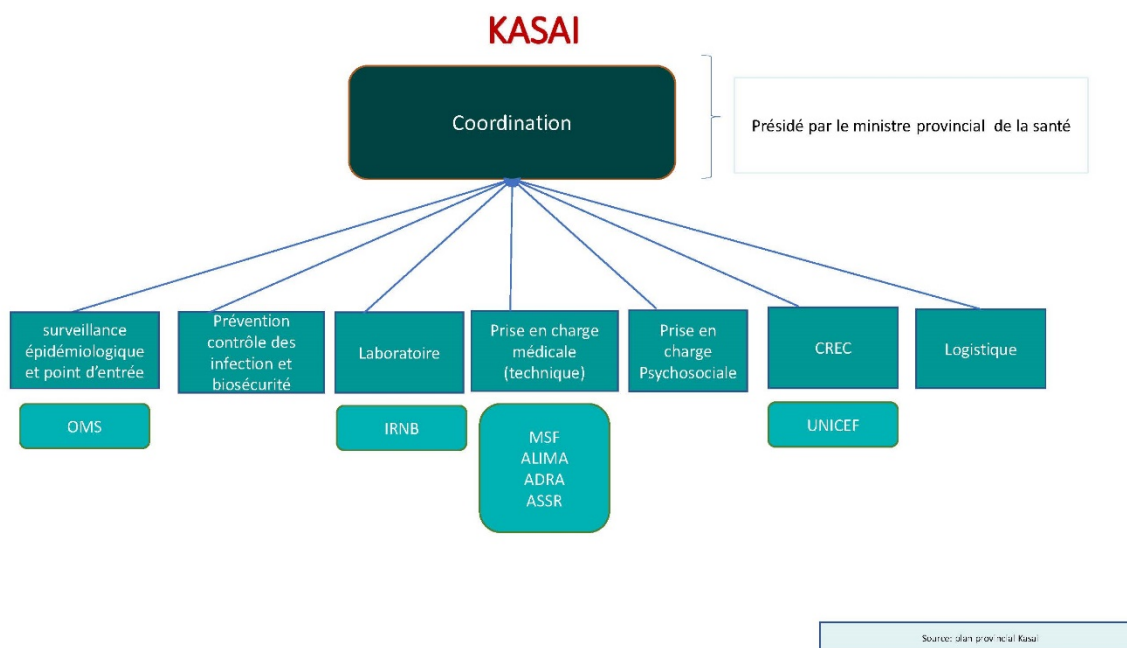 KASAI
Coordination
Présidé par le ministre provincial de la santé
surveillance
épidémiologique
et point d'entrée
Prévention
contrôle des
infection et
biosécurité
Laboratoire
Prise en charge
médicale
(technique)
Prise en
charge
Psychosociale
CREC
Logistique
OMS
IRNB
MSF
ALIMA
ADRA
ASSR
UNICEF
Source: plan provincial Kasai